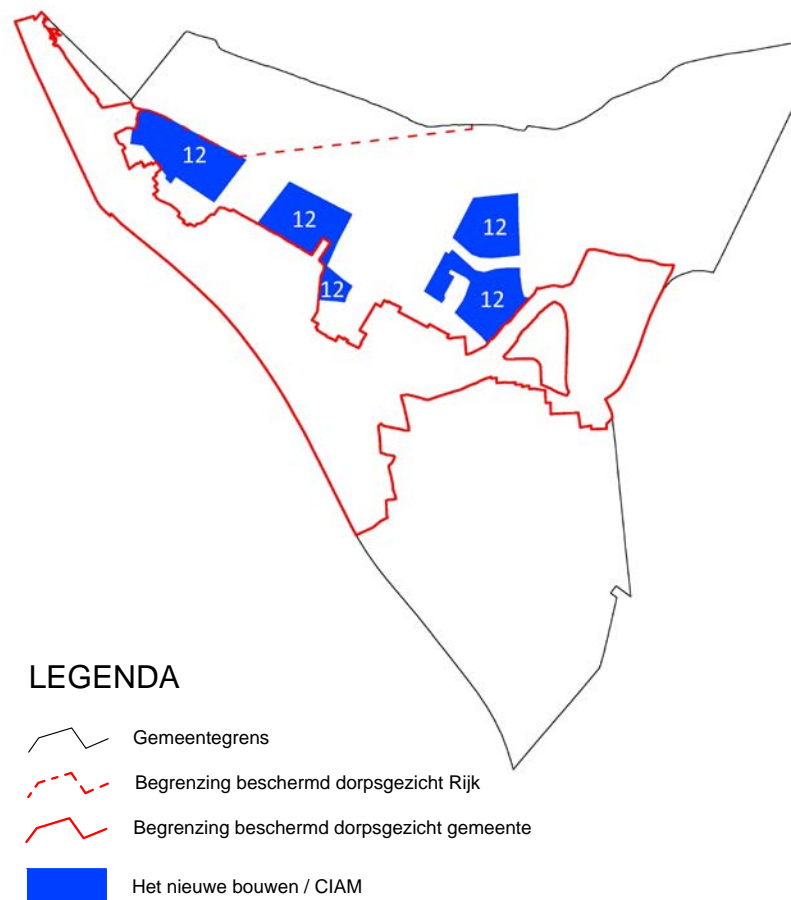 12
12
12
12
12
LEGENDA
Gemeentegrens
Begrenzing beschermd dorpsgezicht Rijk
Begrenzing beschermd dorpsgezicht gemeente
Het nieuwe bouwen / CIAM